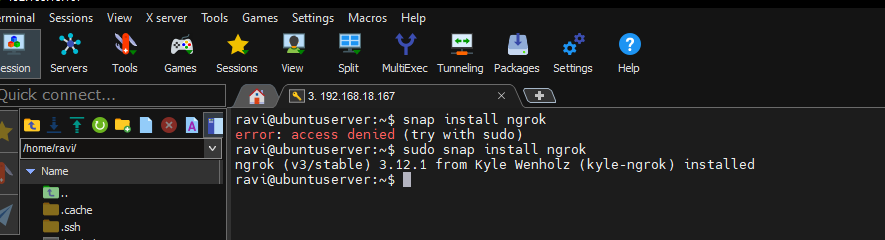 erminal Sessions View X server Tools Games Settings Macros Help
ession Servers Tools Games Sessions View Split MultiExec Tunneling Packages Settings Help
Quick connect...
3. 192.168.18.167
/home/ravi/
Name
..
.cache
.ssh
ravi@ubuntuserver:~$ snap install ngrok
error: access denied (try with sudo)
ravi@ubuntuserver:~$ sudo snap install ngrok
ngrok (v3/stable) 3.12.1 from Kyle Wenholz (kyle-ngrok) installed
ravi@ubuntuserver:~$